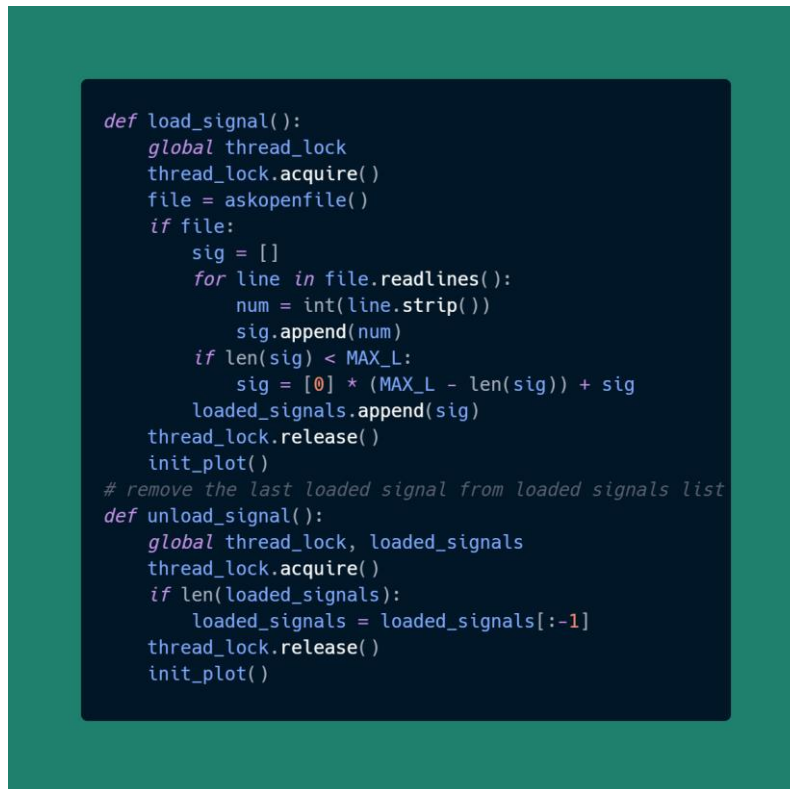 def load_signal():
    global thread_lock
    thread_lock.acquire()
    file = askopenfile()
    if file:
        sig = []
        for line in file.readlines():
            num = int(line.strip())
            sig.append(num)
        if len(sig) < MAX_L:
            sig = [0] * (MAX_L - len(sig)) + sig
        loaded_signals.append(sig)
    thread_lock.release()
    init_plot()
# remove the last loaded signal from loaded signals list
def unload_signal():
    global thread_lock, loaded_signals
    thread_lock.acquire()
    if len(loaded_signals):
        loaded_signals = loaded_signals[:-1]
    thread_lock.release()
    init_plot()